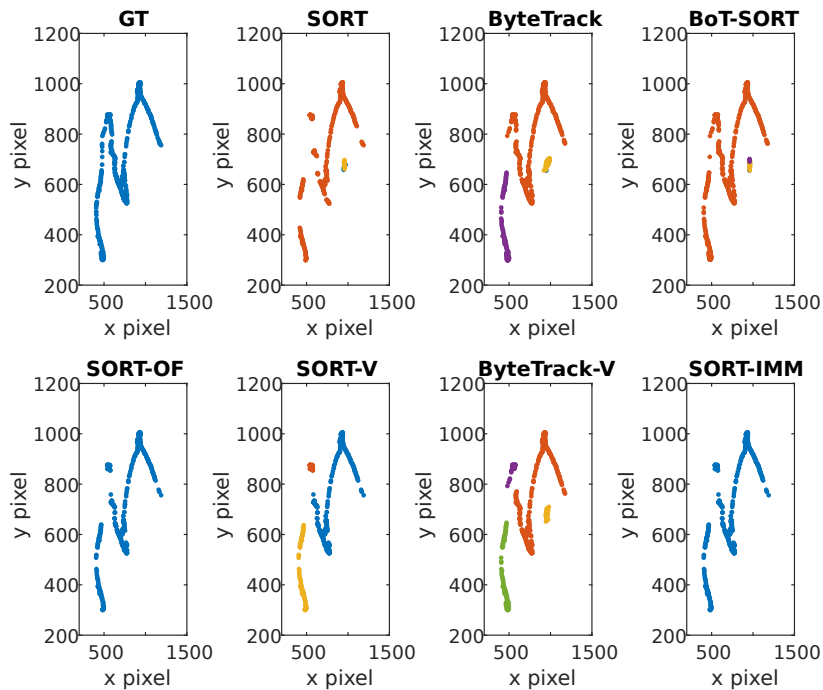 GT SORT ByteTrack BoT-SORT
1200 1200 1200 1200
1000 1000 1000 1000
800 800 800 800
y pixel y pixel y pixel y pixel
600 600 600 600
400 400 400 400
200 200 200 200
500 1500 500 1500 500 1500 500 1500
x pixel x pixel x pixel x pixel
SORT-OF SORT-V ByteTrack-V SORT-IMM
1200 1200 1200 1200
1000 1000 1000 1000
800 800 800 800
y pixel y pixel y pixel y pixel
600 600 600 600
400 400 400 400
200 200 200 200
500 1500 500 1500 500 1500 500 1500
x pixel x pixel x pixel x pixel